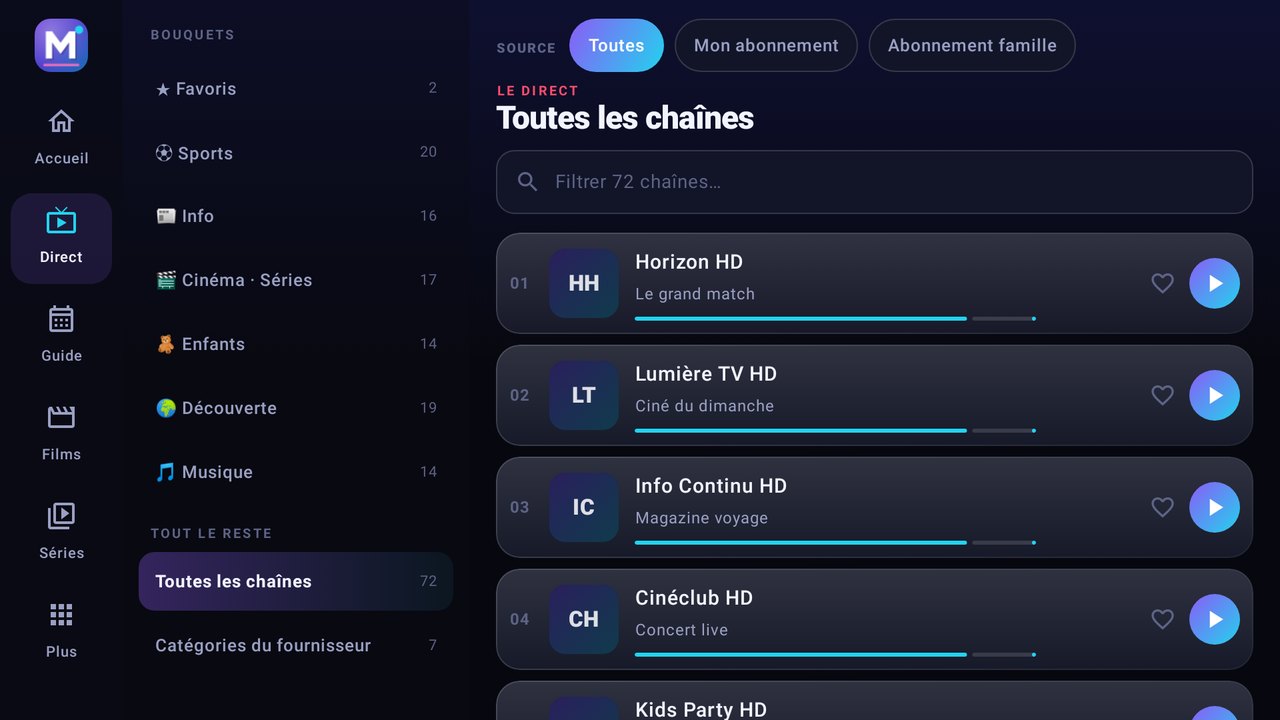 M
Accueil
Direct
Guide
Films
Séries
Plus
BOUQUETS
★ Favoris 2
Sports 20
Info 16
Cinéma · Séries 17
Enfants 14
Découverte 19
Musique 14
TOUT LE RESTE
Toutes les chaînes 72
Catégories du fournisseur 7
SOURCE Toutes Mon abonnement Abonnement famille
LE DIRECT
Toutes les chaînes
Filtrer 72 chaînes…
01 HH Horizon HD
Le grand match
02 LT Lumière TV HD
Ciné du dimanche
03 IC Info Continu HD
Magazine voyage
04 CH Cinéclub HD
Concert live
Kids Party HD